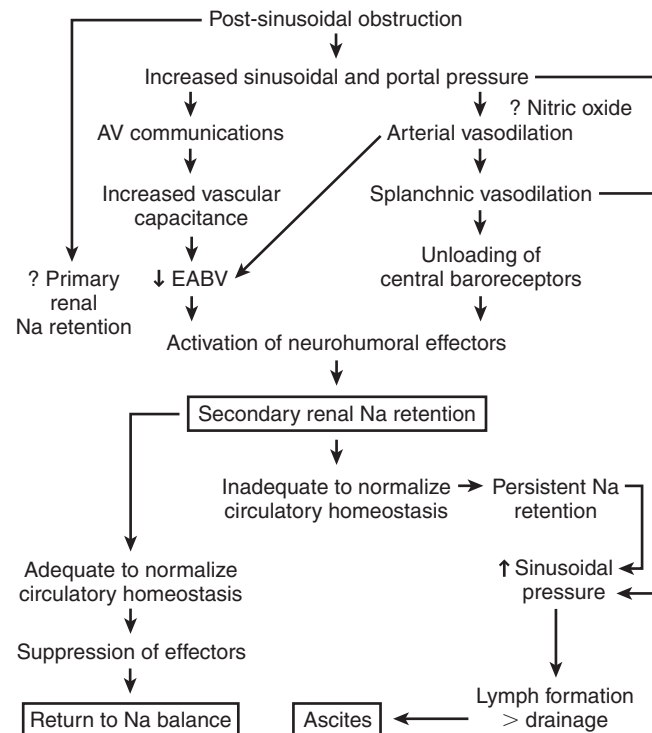 Post-sinusoidal obstruction
Increased sinusoidal and portal pressure
? Nitric oxide
AV communications
Arterial vasodilation
Increased vascular
capacitance
Splanchnic vasodilation
? Primary
renal
Na retention
↓ EABV
Unloading of
central baroreceptors
Activation of neurohumoral effectors
Secondary renal Na retention
Inadequate to normalize
circulatory homeostasis
Persistent Na
retention
Adequate to normalize
circulatory homeostasis
↑ Sinusoidal
pressure
Suppression of effectors
Return to Na balance
Ascites
Lymph formation
> drainage